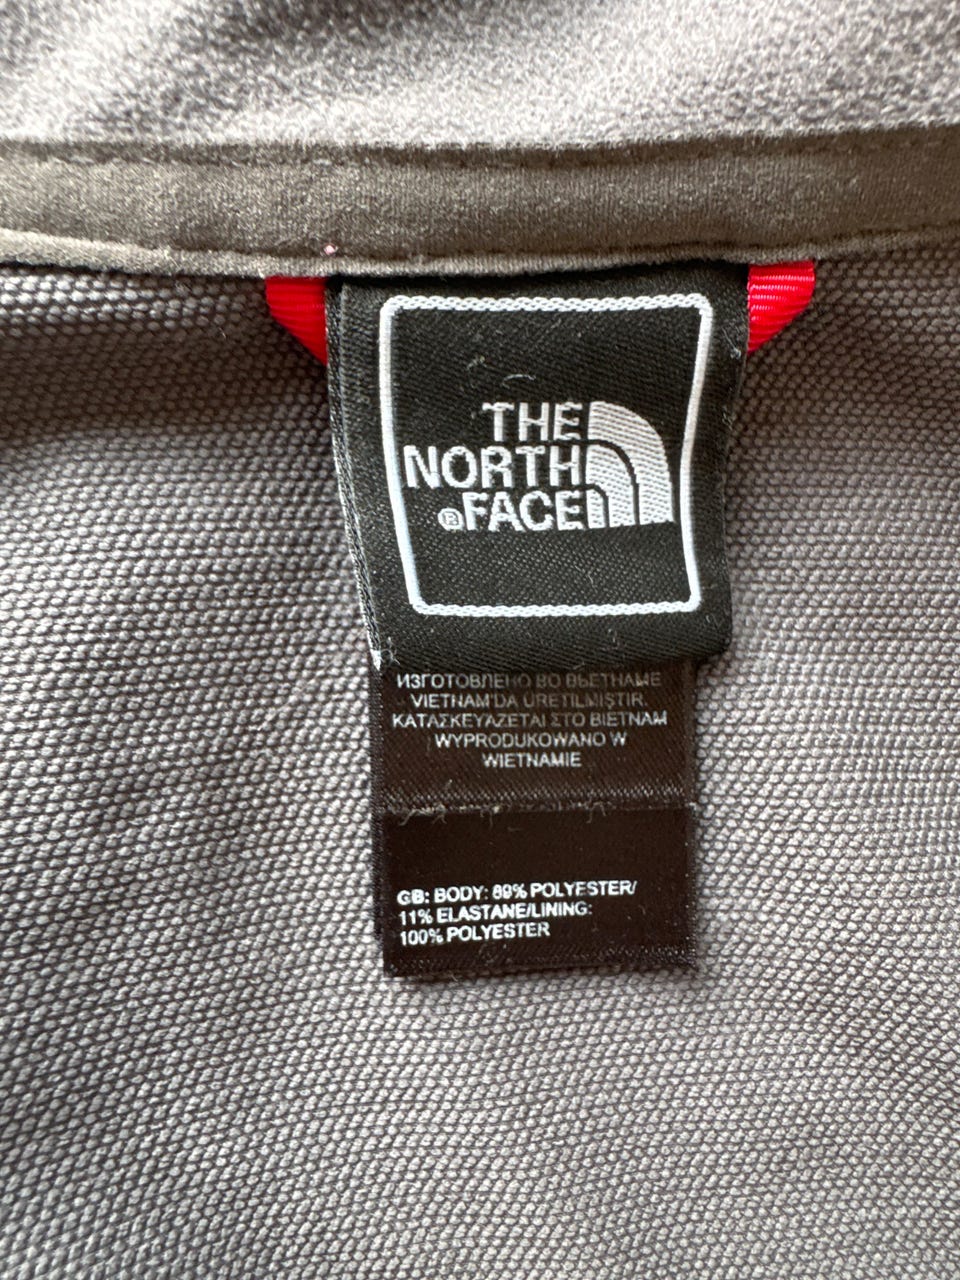 THE
NORTH
® FACE
ИЗГОТОВЛЕНО ВО ВЬЕТНАМЕ
VIETNAM'DA ÜRETILMIŞTIR.
ΚΑΤΑΣΚΕΥΑΖΕΤΑΙ ΣΤΟ ΒΙΕΤΝΑΜ
WYPRODUKOWANO W
WIETNAMIE
GB: BODY: 89% POLYESTER/
11% ELASTANE/LINING:
100% POLYESTER